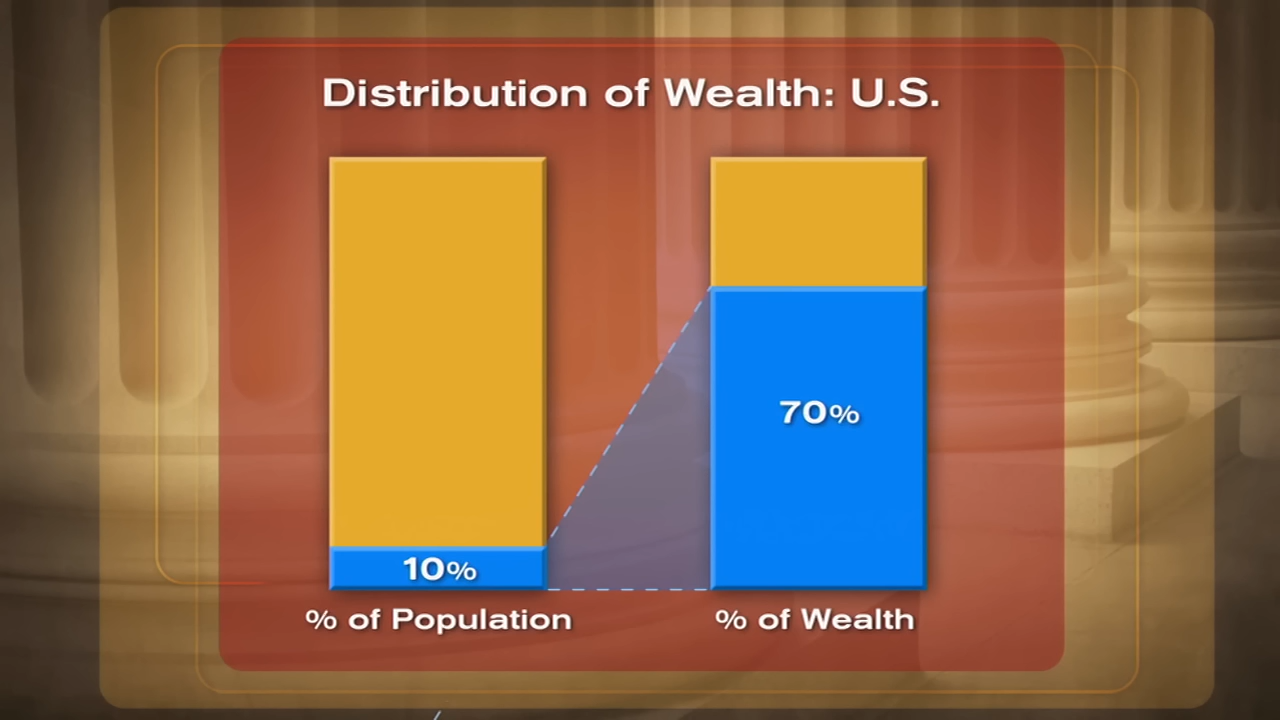 Distribution of Wealth: U.S.
70%
10%
% of Population
% of Wealth